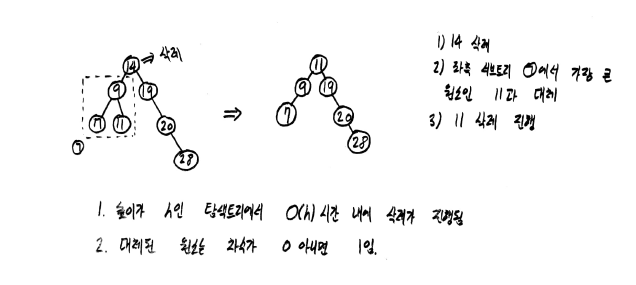 14 => 삭제
9 19
7 11 20
28
㉠
⇒
11
9 19
7 20
28
1) 14 삭제
2) 좌측 서브트리 ㉠에서 가장 큰
원소인 11과 대체
3) 11 삭제 진행
1. 높이가 h인 탐색트리에서 O(h) 시간 내에 삭제가 진행됨
2. 대체된 원소는 차수가 0 아니면 1임.